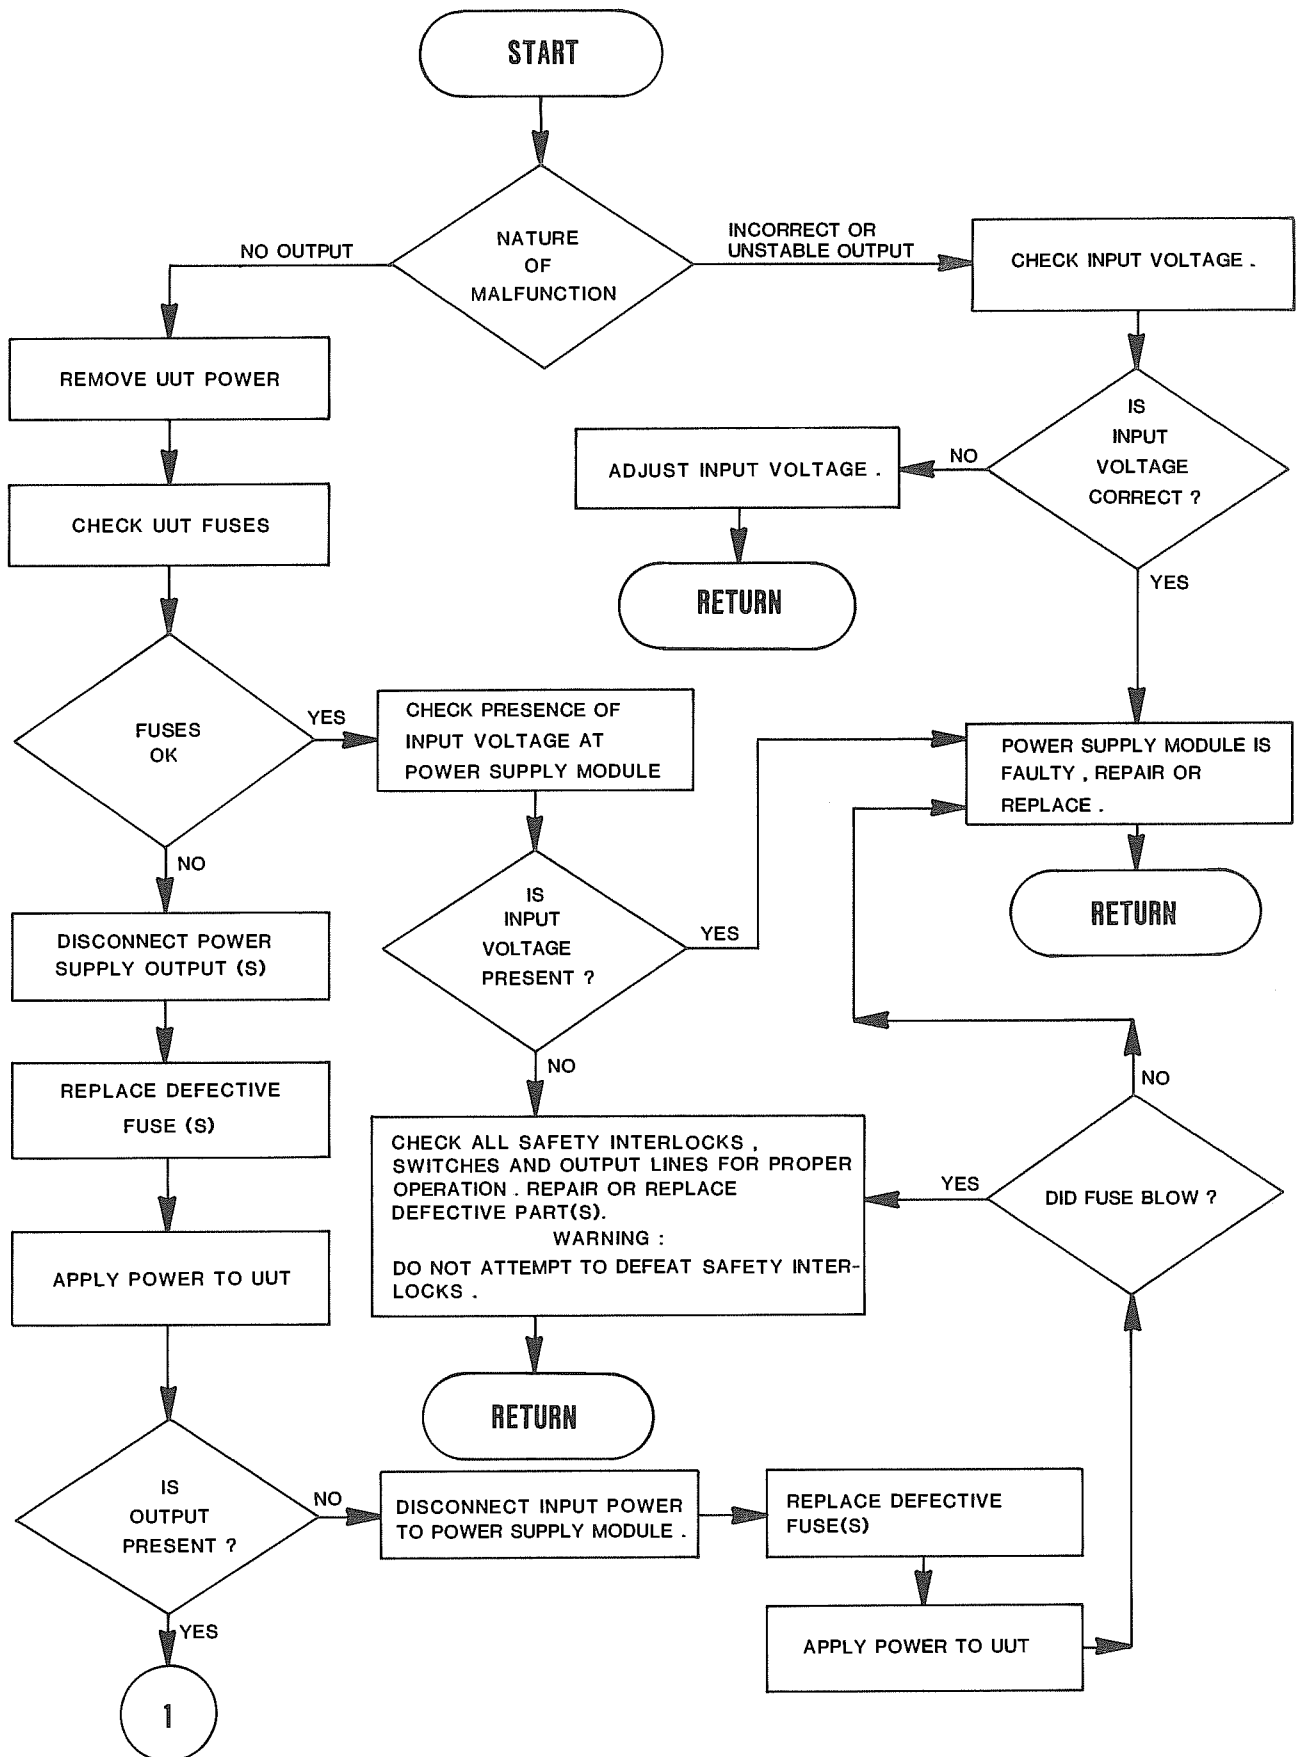 START
NATURE
OF
MALFUNCTION
NO OUTPUT
INCORRECT OR
UNSTABLE OUTPUT
CHECK INPUT VOLTAGE .
REMOVE UUT POWER
IS
INPUT
VOLTAGE
CORRECT ?
NO
ADJUST INPUT VOLTAGE .
RETURN
YES
CHECK UUT FUSES
FUSES
OK
YES
CHECK PRESENCE OF
INPUT VOLTAGE AT
POWER SUPPLY MODULE
POWER SUPPLY MODULE IS
FAULTY , REPAIR OR
REPLACE .
RETURN
NO
IS
INPUT
VOLTAGE
PRESENT ?
YES
DISCONNECT POWER
SUPPLY OUTPUT (S)
NO
NO
REPLACE DEFECTIVE
FUSE (S)
CHECK ALL SAFETY INTERLOCKS ,
SWITCHES AND OUTPUT LINES FOR PROPER
OPERATION . REPAIR OR REPLACE
DEFECTIVE PART(S).
WARNING :
DO NOT ATTEMPT TO DEFEAT SAFETY INTER-
LOCKS .
YES
DID FUSE BLOW ?
APPLY POWER TO UUT
RETURN
IS
OUTPUT
PRESENT ?
NO
DISCONNECT INPUT POWER
TO POWER SUPPLY MODULE .
REPLACE DEFECTIVE
FUSE(S)
APPLY POWER TO UUT
YES
1